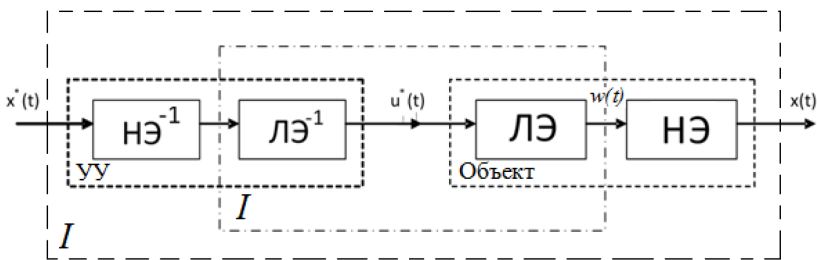 x*(t)
НЭ⁻¹
ЛЭ⁻¹
УУ
I
I
u*(t)
ЛЭ
w(t)
НЭ
Объект
x(t)